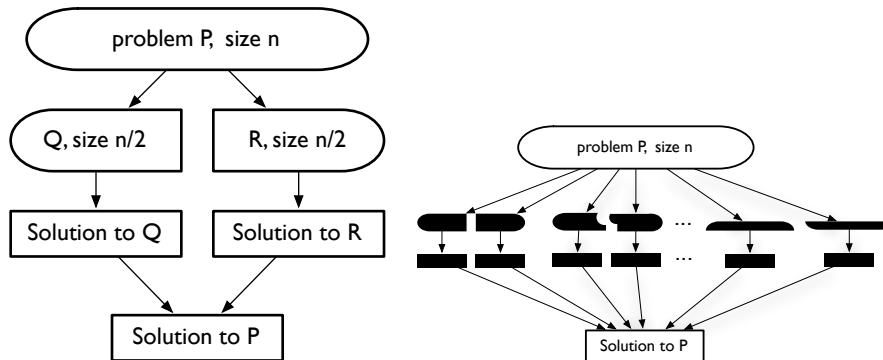 problem P, size n
Q, size n/2
R, size n/2
Solution to Q
Solution to R
Solution to P
problem P, size n
...
...
Solution to P